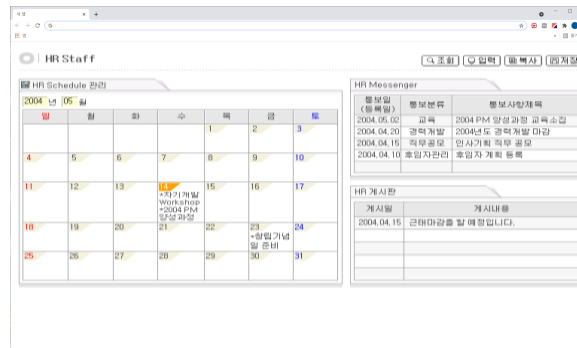 HR Staff
조회 입력 복사 저장
HR Schedule 관리
2004 년 05 월
일 월 화 수 목 금 토
1 2 3
4 5 6 7 8 9 10
11 12 13 14 15 16 17
*자기개발
Workshop
*2004 PM
양성과정
18 19 20 21 22 23 24
*창립기념
일 준비
25 26 27 28 29 30 31
HR Messenger
통보일
(등록일) 통보분류 통보사항제목
2004.05.02 교육 2004 PM 양성과정 교육소집
2004.04.20 경력개발 2004년도 경력개발 마감
2004.04.15 직무공모 인사기획 직무 공모
2004.04.10 후임자관리 후임자 계획 등록
HR 게시판
게시일 게시내용
2004.04.15 근태마감을 할 예정입니다.